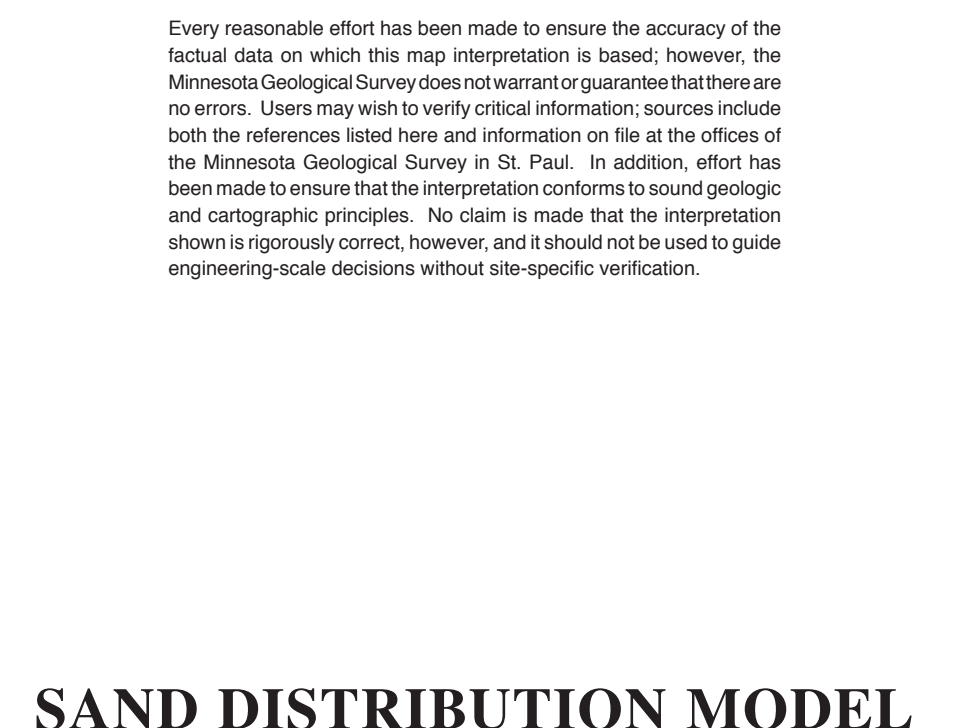 Every reasonable effort has been made to ensure the accuracy of the
factual data on which this map interpretation is based; however, the
Minnesota Geological Survey does not warrant or guarantee that there are
no errors.  Users may wish to verify critical information; sources include
both the references listed here and information on file at the offices of
the Minnesota Geological Survey in St. Paul.  In addition, effort has
been made to ensure that the interpretation conforms to sound geologic
and cartographic principles.  No claim is made that the interpretation
shown is rigorously correct, however, and it should not be used to guide
engineering-scale decisions without site-specific verification.
SAND DISTRIBUTION MODEL